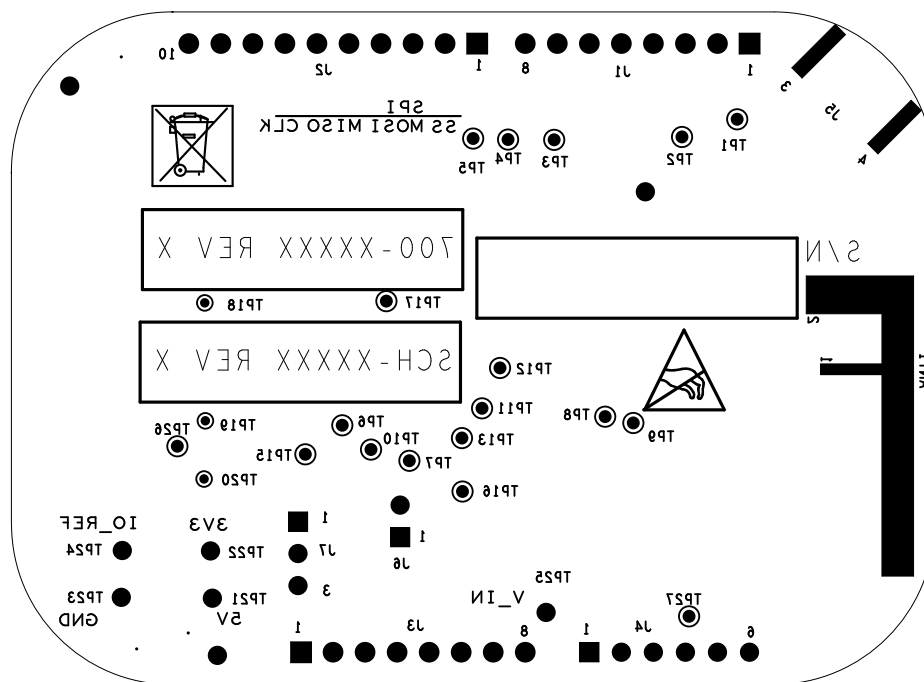 10
J2
1
8
J1
1
3
J5
4
SPI
SS MOSI MISO CLK
TP5
TP4
TP3
TP2
TP1
700-XXXXX REV X
S/N
TP18
TP17
2
1
SCH-XXXXX REV X
TP12
TP11
TP8
TP9
TP26
TP19
TP6
TP10
TP13
TP15
TP7
TP20
TP16
IO_REF
3V3
1
TP24
TP22
J7
1
J6
3
TP23
TP21
GND
5V
V_IN
TP25
TP27
1
J3
8
1
J4
6